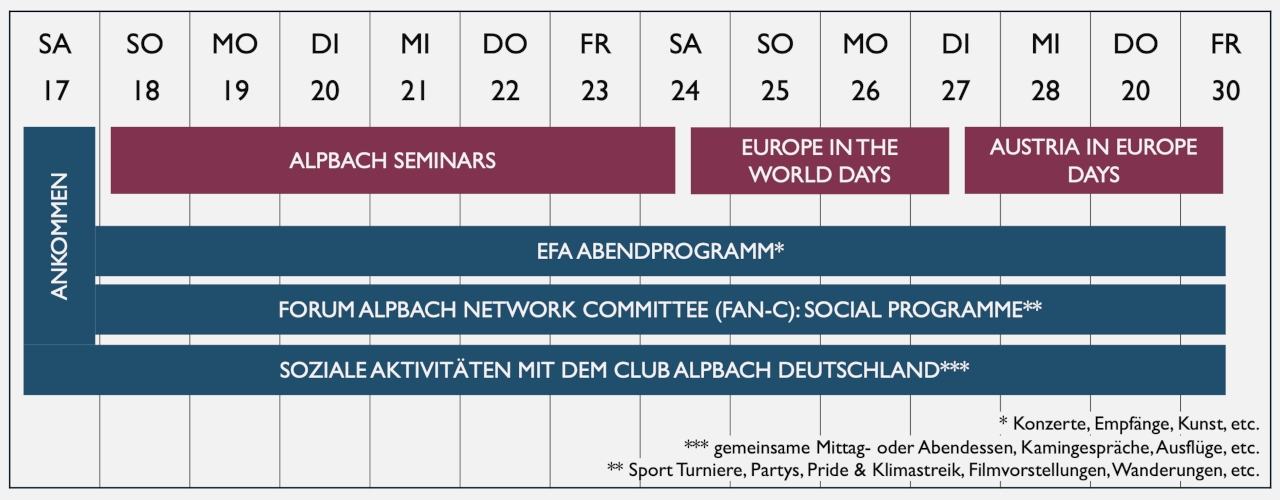 SA SO MO DI MI DO FR SA SO MO DI MI DO FR
17 18 19 20 21 22 23 24 25 26 27 28 20 30
ANKOMMEN
ALPBACH SEMINARS
EUROPE IN THE
WORLD DAYS
AUSTRIA IN EUROPE
DAYS
EFA ABENDPROGRAMM*
FORUM ALPBACH NETWORK COMMITTEE (FAN-C): SOCIAL PROGRAMME**
SOZIALE AKTIVITÄTEN MIT DEM CLUB ALPBACH DEUTSCHLAND***
* Konzerte, Empfänge, Kunst, etc.
*** gemeinsame Mittag- oder Abendessen, Kamingespräche, Ausflüge, etc.
** Sport Turniere, Partys, Pride & Klimastreik, Filmvorstellungen, Wanderungen, etc.